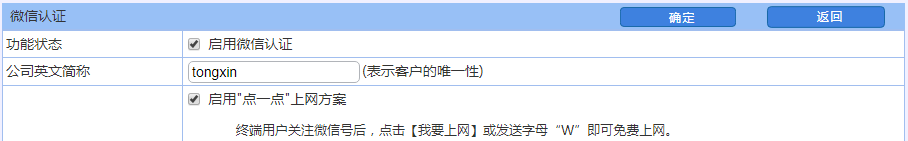 微信认证 确定 返回
功能状态 启用微信认证
公司英文简称 tongxin (表示客户的唯一性)
启用"点一点"上网方案
终端用户关注微信号后，点击【我要上网】或发送字母“W”即可免费上网。